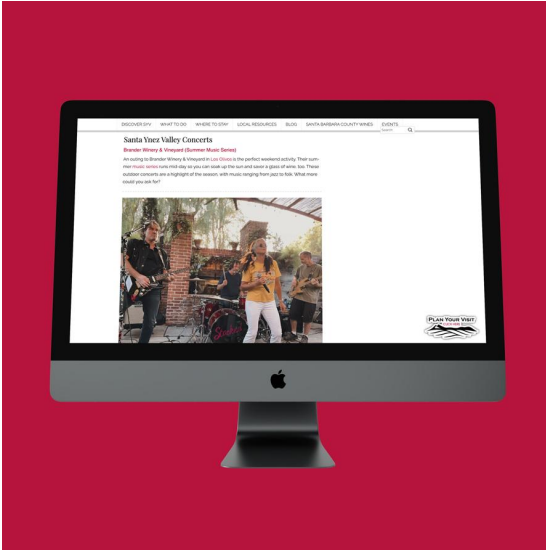 DISCOVER SYV WHAT TO DO WHERE TO STAY LOCAL RESOURCES BLOG SANTA BARBARA COUNTY WINES EVENTS
Search
Santa Ynez Valley Concerts
Brander Winery & Vineyard (Summer Music Series)
An outing to Brander Winery & Vineyard in Los Olivos is the perfect weekend activity. Their sum-
mer music series runs mid-day so you can soak up the sun and savor a glass of wine, too. These
outdoor concerts are a highlight of the season, with music ranging from jazz to folk. What more
could you ask for?
PLAN YOUR VISIT